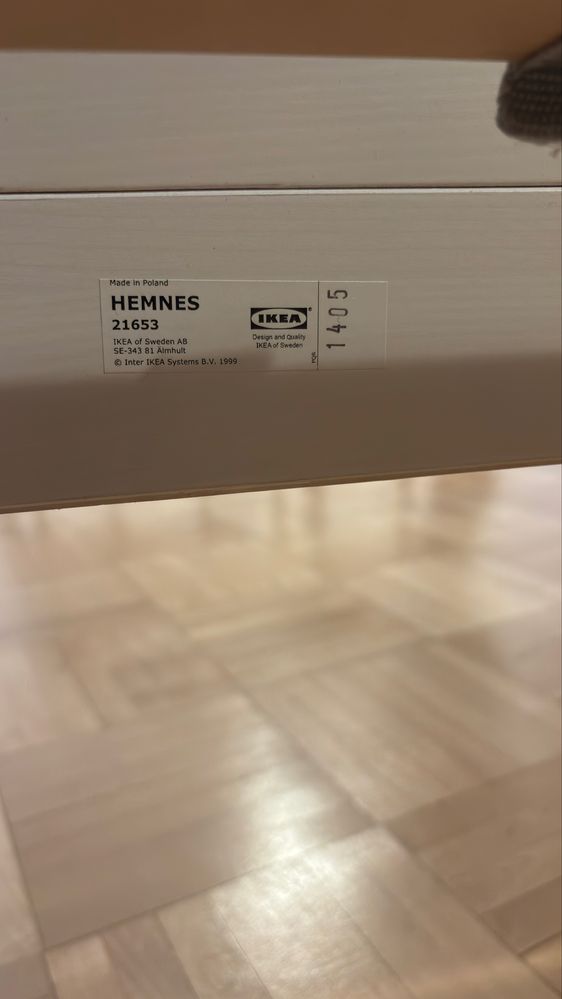 Made in Poland
HEMNES
21653
IKEA of Sweden AB
SE-343 81 Älmhult
© Inter IKEA Systems B.V. 1999
IKEA®
Design and Quality
IKEA of Sweden
PQR
1405